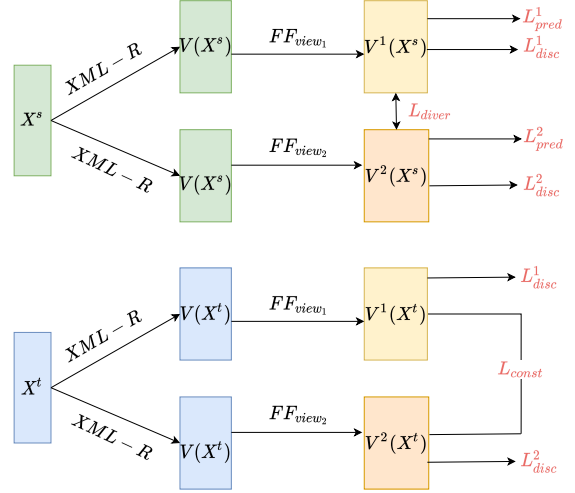 X^s
XML − R
XML − R
V(X^s)
V(X^s)
FF_{view_1}
FF_{view_2}
V^1(X^s)
L_{diver}
V^2(X^s)
L^1_{pred}
L^1_{disc}
L^2_{pred}
L^2_{disc}
X^t
XML − R
XML − R
V(X^t)
V(X^t)
FF_{view_1}
FF_{view_2}
V^1(X^t)
V^2(X^t)
L^1_{disc}
L_{const}
L^2_{disc}